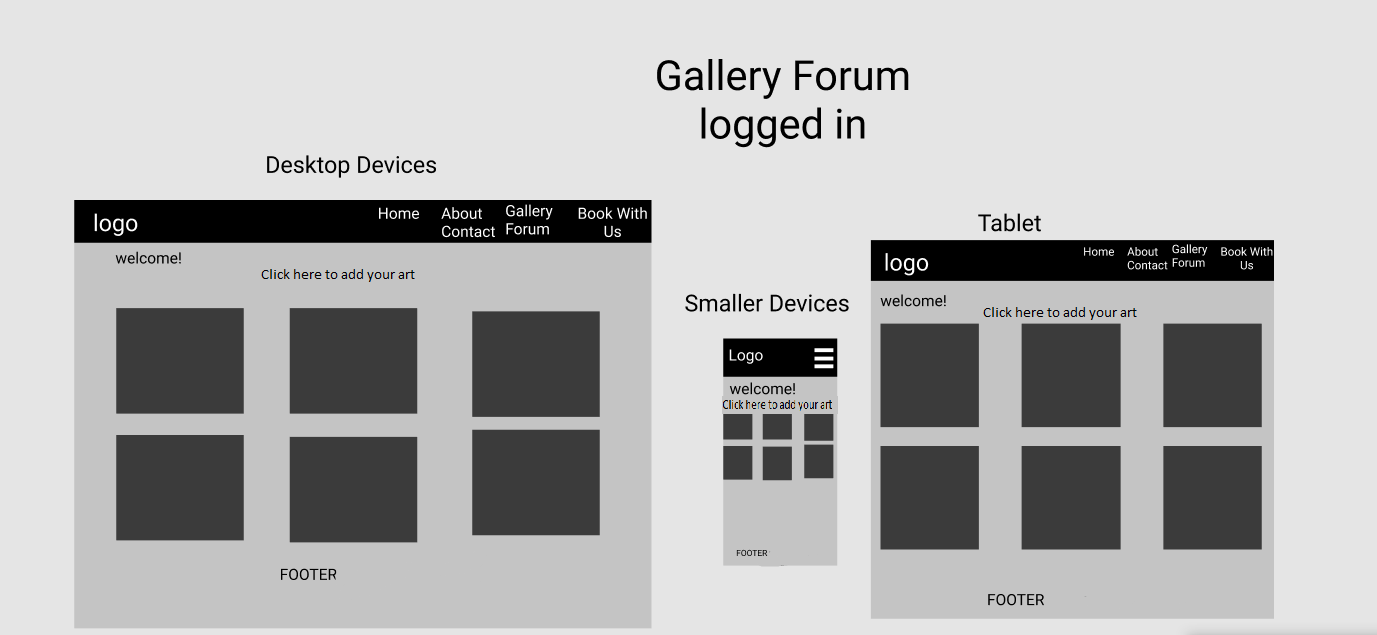 Gallery Forum
logged in
Desktop Devices
logo
Home
About
Contact
Gallery
Forum
Book With
Us
welcome!
Click here to add your art
FOOTER
Smaller Devices
Logo
welcome!
Click here to add your art
FOOTER
Tablet
logo
Home
About
Contact
Gallery
Forum
Book With
Us
welcome!
Click here to add your art
FOOTER